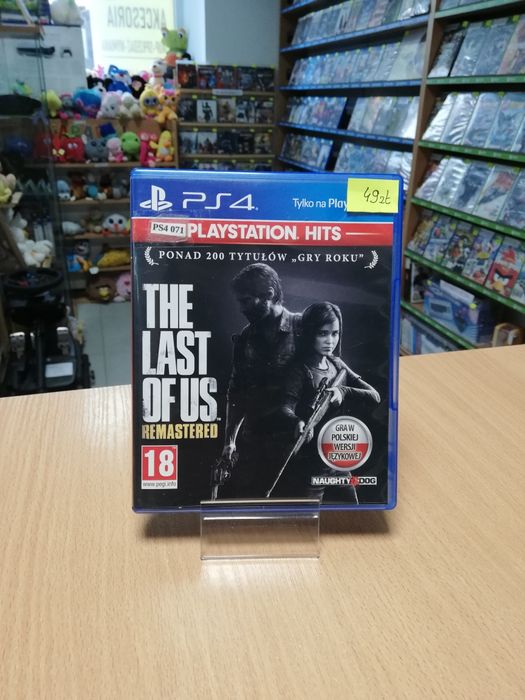 AKCESORIA
PS4
Tylko na Play
49zł
PS4 071
PLAYSTATION HITS
PONAD 200 TYTUŁÓW „GRY ROKU”
THE
LAST
OF US
REMASTERED
GRA W
POLSKIEJ
WERSJI
JĘZYKOWEJ
18
www.pegi.info
NAUGHTY DOG